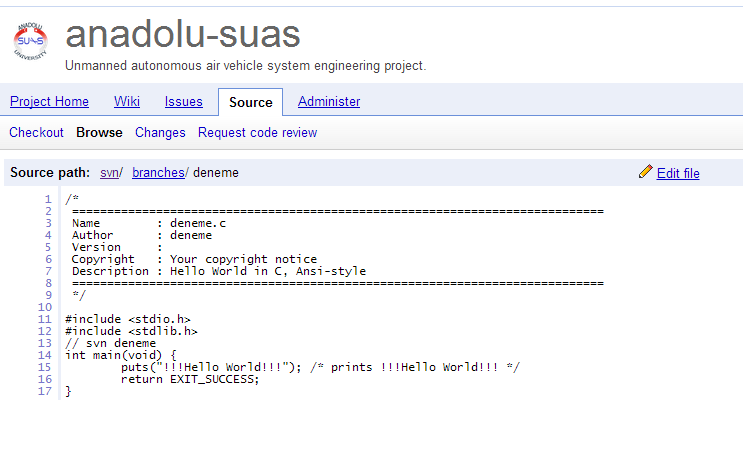 ANADOLU
SUAS
UNIVERSITY
anadolu-suas
Unmanned autonomous air vehicle system engineering project.
Project Home Wiki Issues Source Administer
Checkout Browse Changes Request code review
Source path: svn/ branches/ deneme Edit file
1 /*
2 ============================================================================
3 Name : deneme.c
4 Author : deneme
5 Version :
6 Copyright : Your copyright notice
7 Description : Hello World in C, Ansi-style
8 ============================================================================
9 */
10
11 #include <stdio.h>
12 #include <stdlib.h>
13 // svn deneme
14 int main(void) {
15 puts("!!!Hello World!!!"); /* prints !!!Hello World!!! */
16 return EXIT_SUCCESS;
17 }